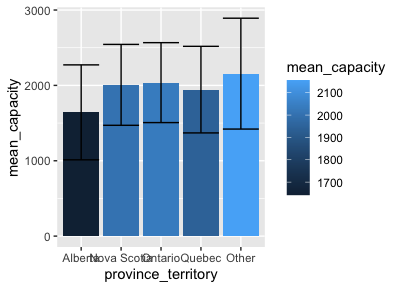 3000
2000
1000
0
mean_capacity
Alberta Nova Scotia Ontario Quebec Other
province_territory
mean_capacity
2100
2000
1900
1800
1700